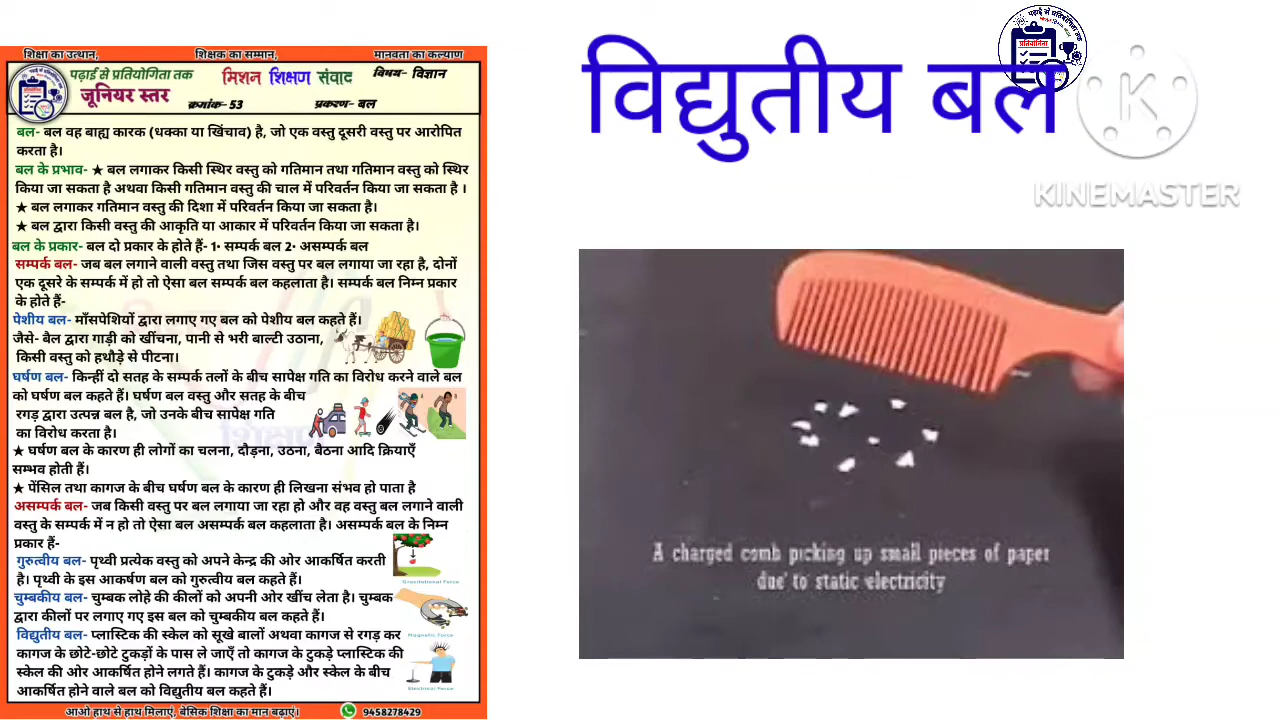 शिक्षा का उत्थान, शिक्षक का सम्मान, मानवता का कल्याण
पढ़ाई से प्रतियोगिता तक मिशन शिक्षण संवाद विषय- विज्ञान
जूनियर स्तर क्रमांक- 53 प्रकरण- बल
बल- बल वह बाह्य कारक (धक्का या खिंचाव) है, जो एक वस्तु दूसरी वस्तु पर आरोपित
करता है।
बल के प्रभाव- ★ बल लगाकर किसी स्थिर वस्तु को गतिमान तथा गतिमान वस्तु को स्थिर
किया जा सकता है अथवा किसी गतिमान वस्तु की चाल में परिवर्तन किया जा सकता है ।
★ बल लगाकर गतिमान वस्तु की दिशा में परिवर्तन किया जा सकता है।
★ बल द्वारा किसी वस्तु की आकृति या आकार में परिवर्तन किया जा सकता है।
बल के प्रकार- बल दो प्रकार के होते हैं- 1• सम्पर्क बल 2• असम्पर्क बल
सम्पर्क बल- जब बल लगाने वाली वस्तु तथा जिस वस्तु पर बल लगाया जा रहा है, दोनों
एक दूसरे के सम्पर्क में हो तो ऐसा बल सम्पर्क बल कहलाता है। सम्पर्क बल निम्न प्रकार
के होते हैं-
पेशीय बल- माँसपेशियों द्वारा लगाए गए बल को पेशीय बल कहते हैं।
जैसे- बैल द्वारा गाड़ी को खींचना, पानी से भरी बाल्टी उठाना,
किसी वस्तु को हथौड़े से पीटना।
घर्षण बल- किन्हीं दो सतह के सम्पर्क तलों के बीच सापेक्ष गति का विरोध करने वाले बल
को घर्षण बल कहते हैं। घर्षण बल वस्तु और सतह के बीच
रगड़ द्वारा उत्पन्न बल है, जो उनके बीच सापेक्ष गति
का विरोध करता है।
★ घर्षण बल के कारण ही लोगों का चलना, दौड़ना, उठना, बैठना आदि क्रियाएँ
सम्भव होती हैं।
★ पेंसिल तथा कागज के बीच घर्षण बल के कारण ही लिखना संभव हो पाता है
असम्पर्क बल- जब किसी वस्तु पर बल लगाया जा रहा हो और वह वस्तु बल लगाने वाली
वस्तु के सम्पर्क में न हो तो ऐसा बल असम्पर्क बल कहलाता है। असम्पर्क बल के निम्न
प्रकार हैं-
गुरुत्वीय बल- पृथ्वी प्रत्येक वस्तु को अपने केन्द्र की ओर आकर्षित करती
है। पृथ्वी के इस आकर्षण बल को गुरुत्वीय बल कहते हैं।
Gravitational Force
चुम्बकीय बल- चुम्बक लोहे की कीलों को अपनी ओर खींच लेता है। चुम्बक
द्वारा कीलों पर लगाए गए इस बल को चुम्बकीय बल कहते हैं।
Magnetic Force
विद्युतीय बल- प्लास्टिक की स्केल को सूखे बालों अथवा कागज से रगड़ कर
कागज के छोटे-छोटे टुकड़ों के पास ले जाएँ तो कागज के टुकड़े प्लास्टिक की
स्केल की ओर आकर्षित होने लगते हैं। कागज के टुकड़े और स्केल के बीच
आकर्षित होने वाले बल को विद्युतीय बल कहते हैं।
Electrical Force
आओ हाथ से हाथ मिलाएं, बेसिक शिक्षा का मान बढ़ाएं। 9458278429
विद्युतीय बल
पढ़ाई से प्रतियोगिता तक
प्रतियोगिता
K
KINEMASTER
A charged comb picking up small pieces of paper
due to static electricity